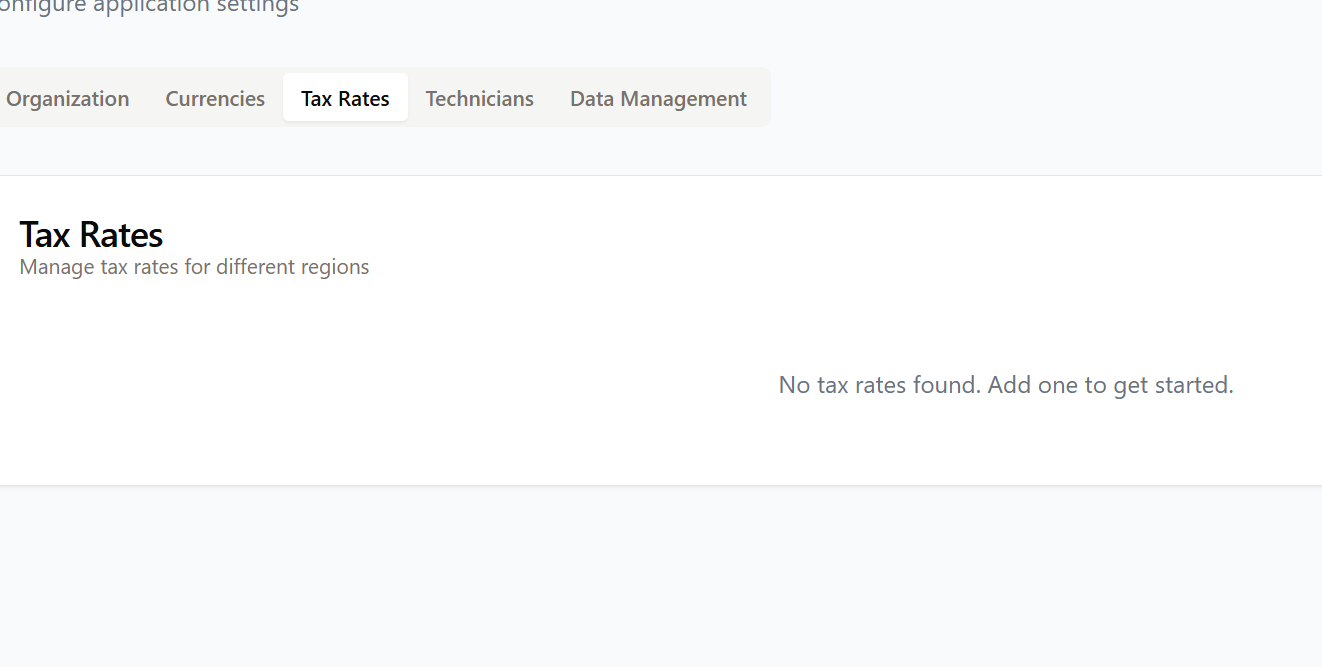 onfigure application settings
Organization Currencies Tax Rates Technicians Data Management
Tax Rates
Manage tax rates for different regions
No tax rates found. Add one to get started.